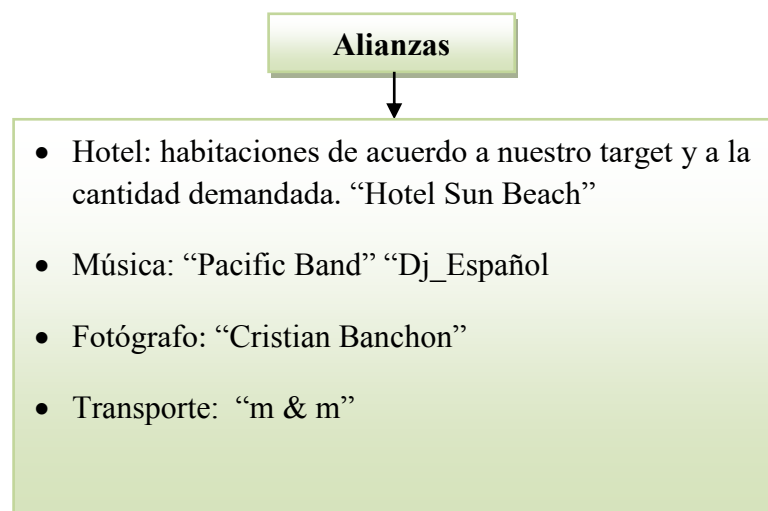 Alianzas
• Hotel: habitaciones de acuerdo a nuestro target y a la
cantidad demandada. “Hotel Sun Beach”
• Música: “Pacific Band” “Dj_Español
• Fotógrafo: “Cristian Banchon”
• Transporte:  “m & m”